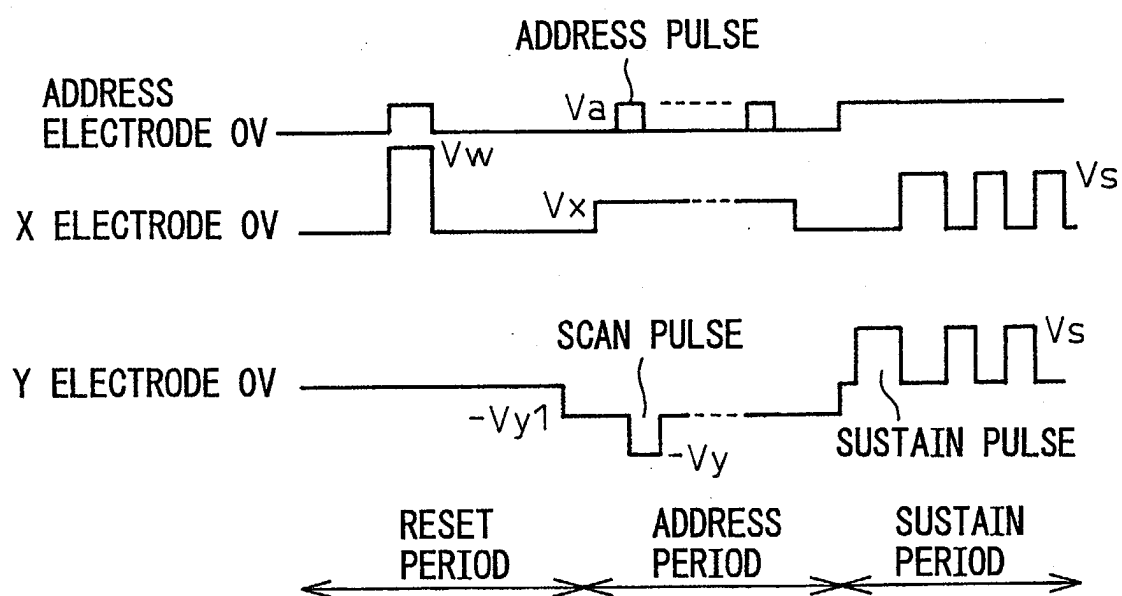 ADDRESS PULSE
ADDRESS
ELECTRODE 0V
Va
Vw
X ELECTRODE 0V
Vx
Vs
SCAN PULSE
Y ELECTRODE 0V
Vs
-Vy1
-Vy
SUSTAIN PULSE
RESET
PERIOD
ADDRESS
PERIOD
SUSTAIN
PERIOD